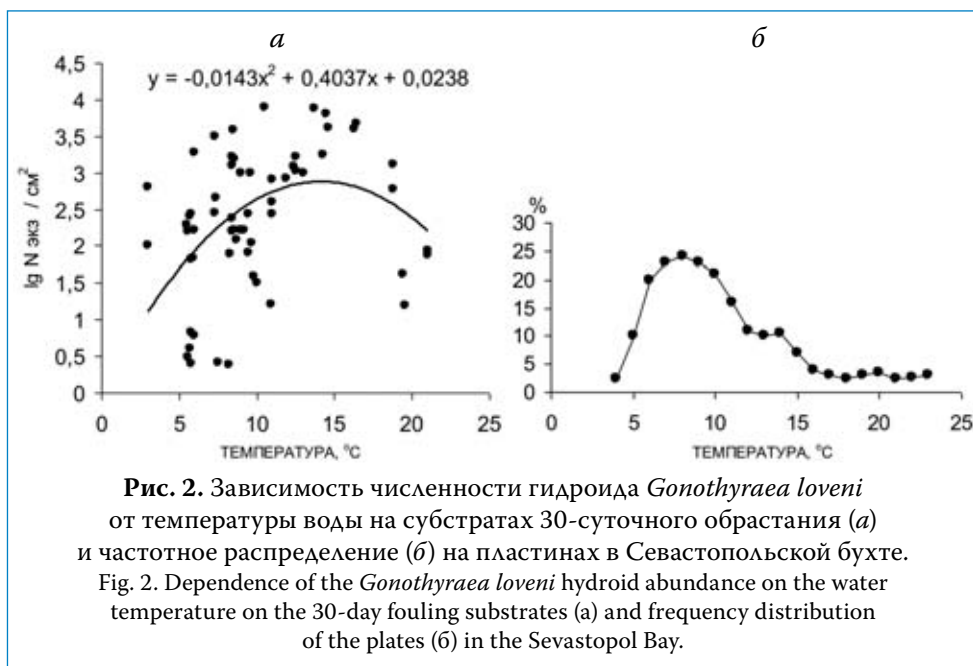 а
б
y = -0,0143x² + 0,4037x + 0,0238
4,5
4
3,5
3
2,5
2
1,5
1
0,5
0
lg N экз / см²
0
5
10
15
20
25
ТЕМПЕРАТУРА, °C
%
30
25
20
15
10
5
0
0
5
10
15
20
25
ТЕМПЕРАТУРА, °C
Рис. 2. Зависимость численности гидроида Gonothyraea loveni
от температуры воды на субстратах 30-суточного обрастания (а)
и частотное распределение (б) на пластинах в Севастопольской бухте.
Fig. 2. Dependence of the Gonothyraea loveni hydroid abundance on the water
temperature on the 30-day fouling substrates (a) and frequency distribution
of the plates (б) in the Sevastopol Bay.